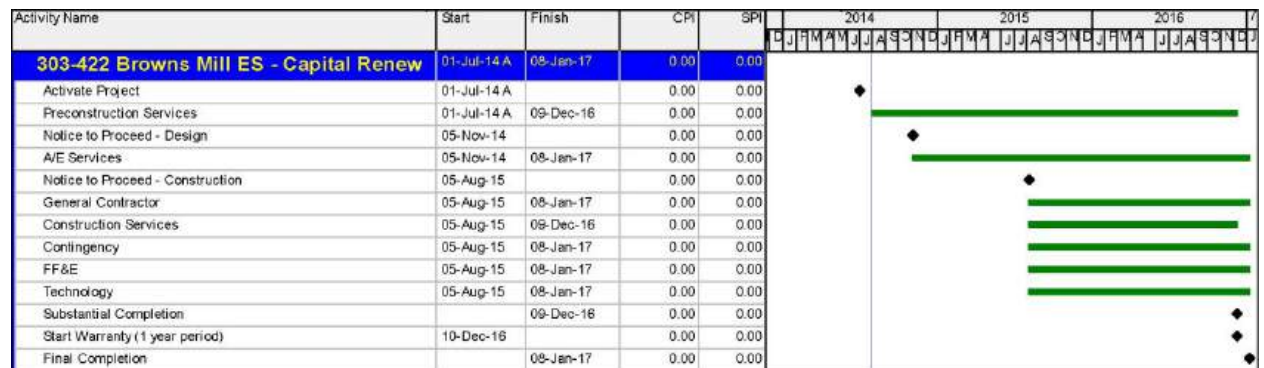 Activity Name Start Finish CPI SPI 2014 2015 2016
303-422 Browns Mill ES - Capital Renew 01-Jul-14 A 08-Jan-17 0.00 0.00
Activate Project 01-Jul-14 A 0.00 0.00
Preconstruction Services 01-Jul-14 A 09-Dec-16 0.00 0.00
Notice to Proceed - Design 05-Nov-14 0.00 0.00
A/E Services 05-Nov-14 08-Jan-17 0.00 0.00
Notice to Proceed - Construction 05-Aug-15 0.00 0.00
General Contractor 05-Aug-15 08-Jan-17 0.00 0.00
Construction Services 05-Aug-15 09-Dec-16 0.00 0.00
Contingency 05-Aug-15 08-Jan-17 0.00 0.00
FF&E 05-Aug-15 08-Jan-17 0.00 0.00
Technology 05-Aug-15 08-Jan-17 0.00 0.00
Substantial Completion 09-Dec-16 0.00 0.00
Start Warranty (1 year period) 10-Dec-16 0.00 0.00
Final Completion 08-Jan-17 0.00 0.00